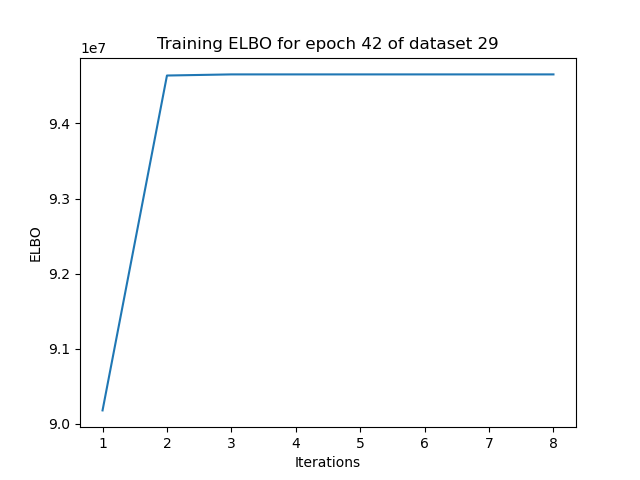 Training ELBO for epoch 42 of dataset 29
1e7
9.4
9.3
9.2
9.1
9.0
ELBO
1 2 3 4 5 6 7 8
Iterations